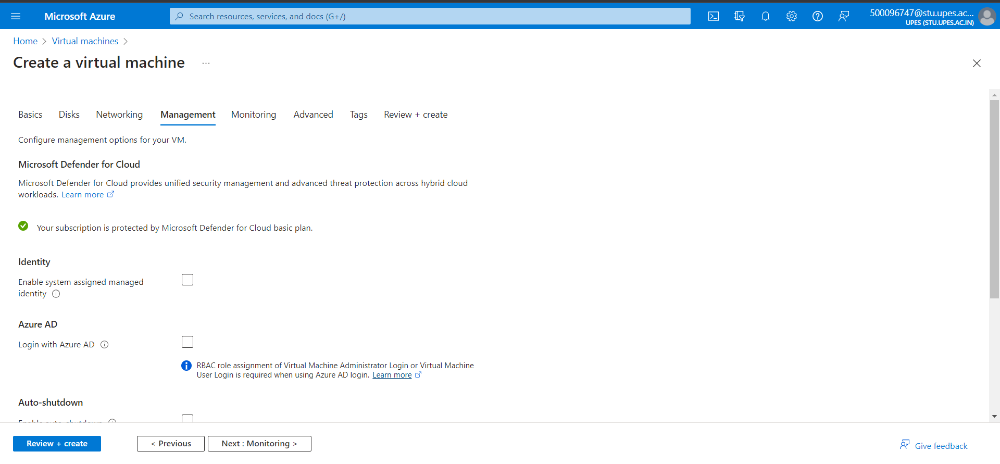 Microsoft Azure
Search resources, services, and docs (G+/)
500096747@stu.upes.ac....
UPES (STU.UPES.AC.IN)
Home > Virtual machines >
Create a virtual machine ...
Basics Disks Networking Management Monitoring Advanced Tags Review + create
Configure management options for your VM.
Microsoft Defender for Cloud
Microsoft Defender for Cloud provides unified security management and advanced threat protection across hybrid cloud
workloads. Learn more
Your subscription is protected by Microsoft Defender for Cloud basic plan.
Identity
Enable system assigned managed
identity
Azure AD
Login with Azure AD
RBAC role assignment of Virtual Machine Administrator Login or Virtual Machine
User Login is required when using Azure AD login. Learn more
Auto-shutdown
Enable auto-shutdown
Review + create
< Previous
Next : Monitoring >
Give feedback